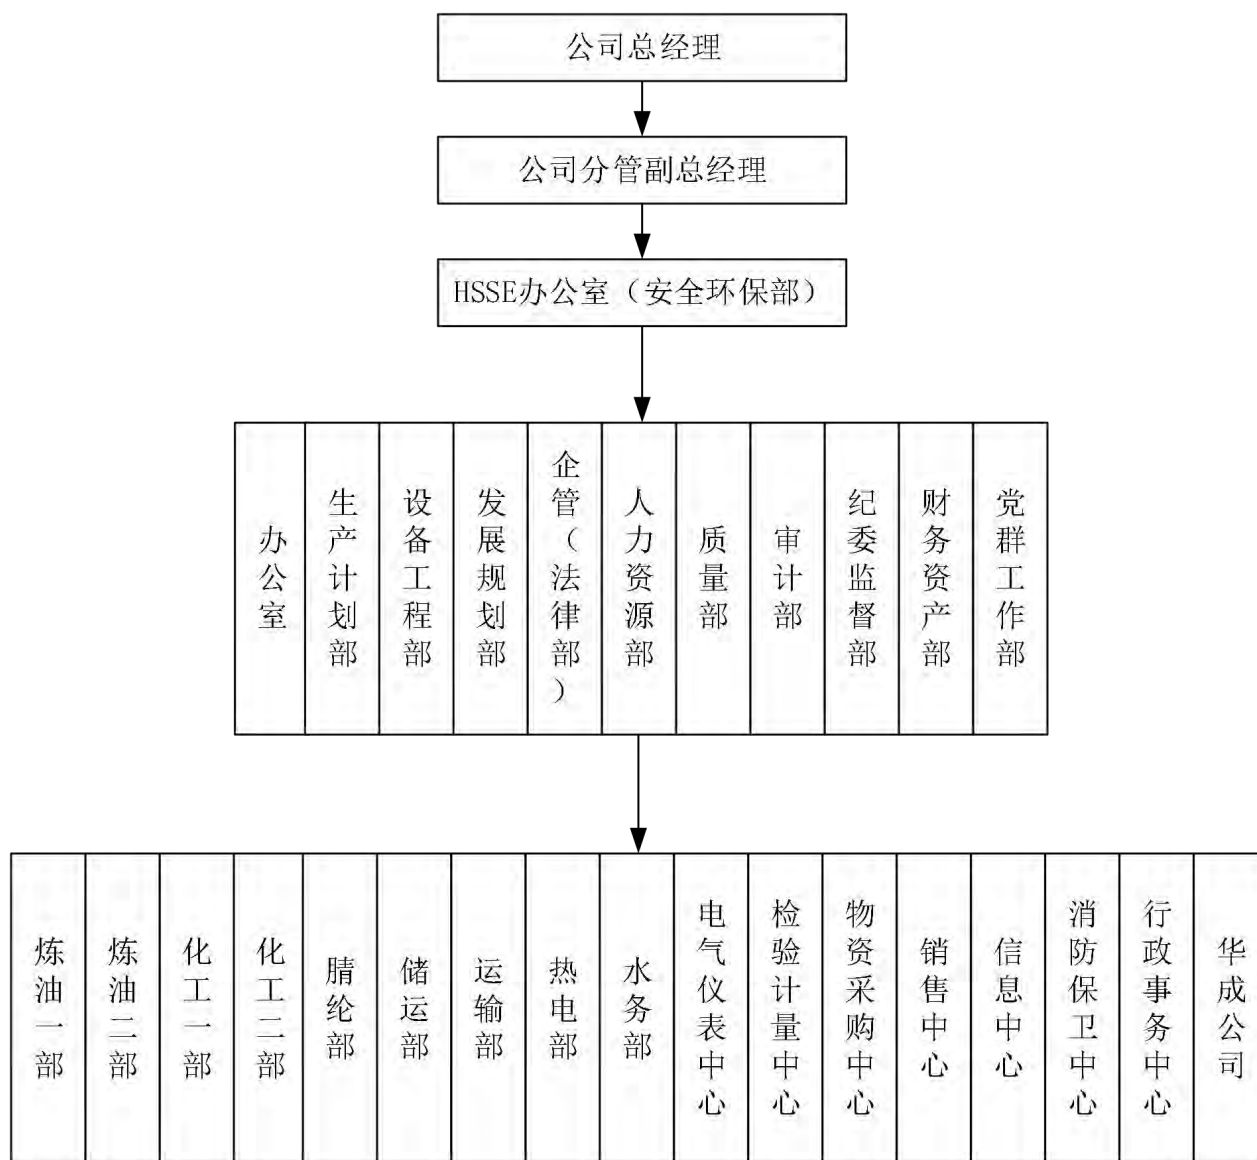 公司总经理
公司分管副总经理
HSSE办公室（安全环保部）
办公室
生产计划部
设备工程部
发展规划部
企管（法律部）
人力资源部
质量部
审计部
纪委监督部
财务资产部
党群工作部
炼油一部
炼油二部
化工一部
化工二部
腈纶部
储运部
运输部
热电部
水务部
电气仪表中心
检验计量中心
物资采购中心
销售中心
信息中心
消防保卫中心
行政事务中心
华成公司